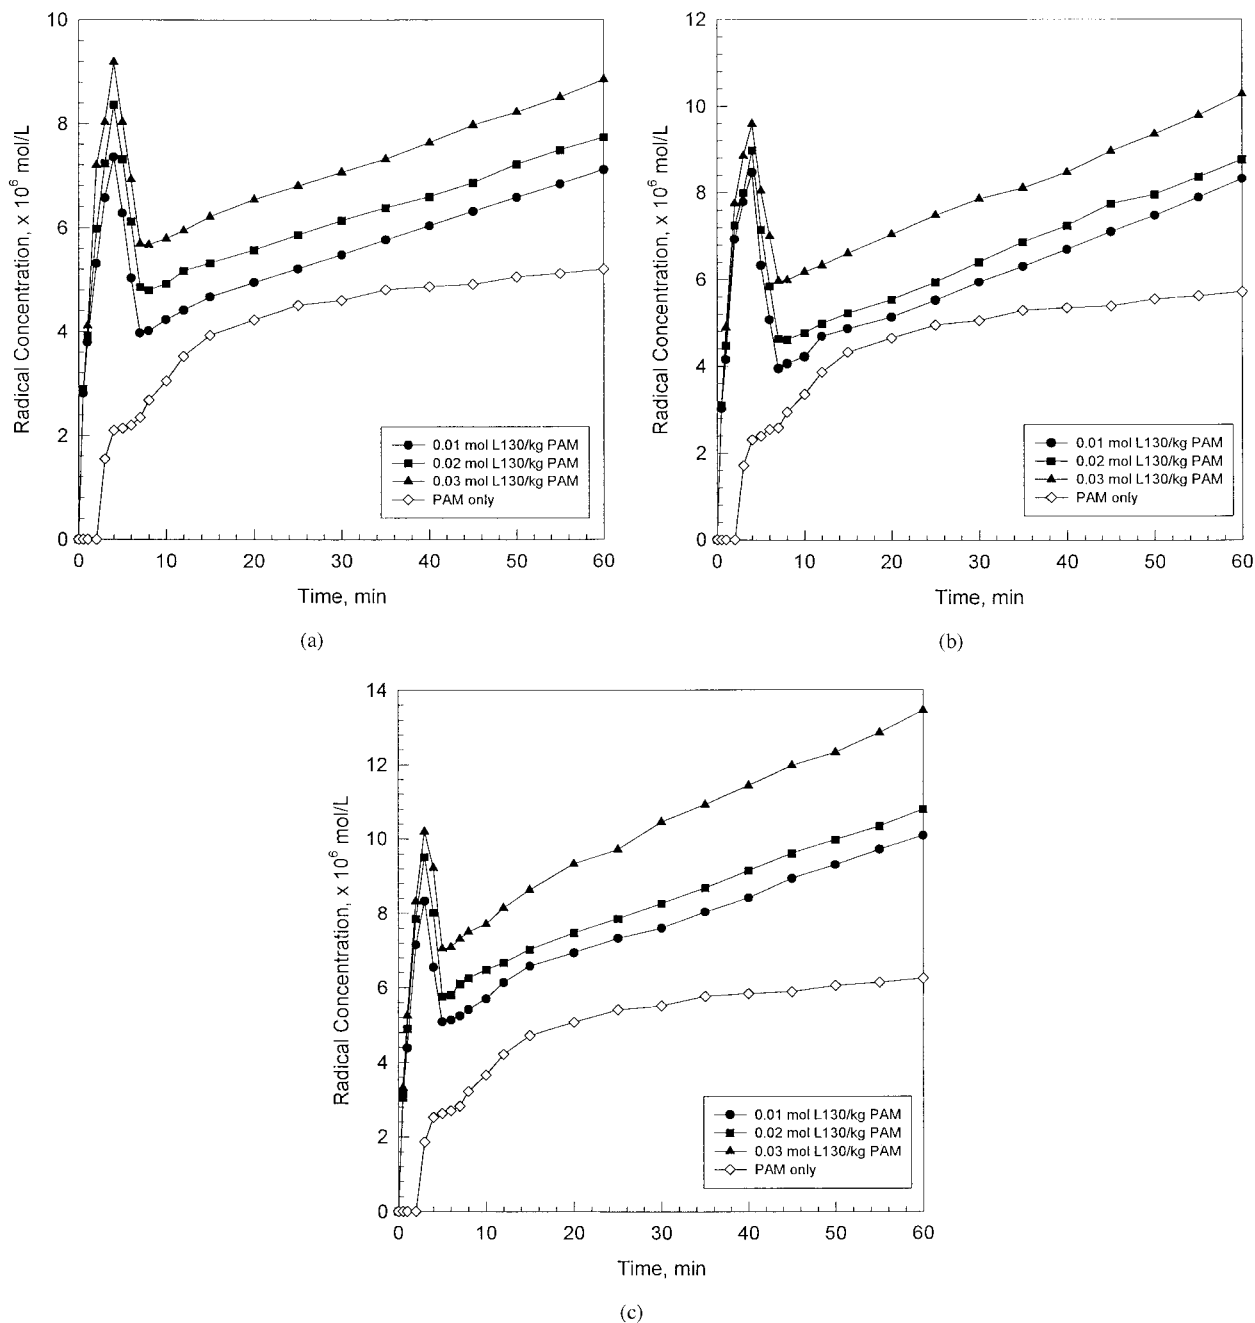 Radical Concentration, x 10⁶ mol/L
10
8
6
4
2
0
0 10 20 30 40 50 60
Time, min
0.01 mol L130/kg PAM
0.02 mol L130/kg PAM
0.03 mol L130/kg PAM
PAM only
(a)
Radical Concentration, x 10⁶ mol/L
12
10
8
6
4
2
0
0 10 20 30 40 50 60
Time, min
0.01 mol L130/kg PAM
0.02 mol L130/kg PAM
0.03 mol L130/kg PAM
PAM only
(b)
Radical Concentration, x 10⁶ mol/L
14
12
10
8
6
4
2
0
0 10 20 30 40 50 60
Time, min
0.01 mol L130/kg PAM
0.02 mol L130/kg PAM
0.03 mol L130/kg PAM
PAM only
(c)